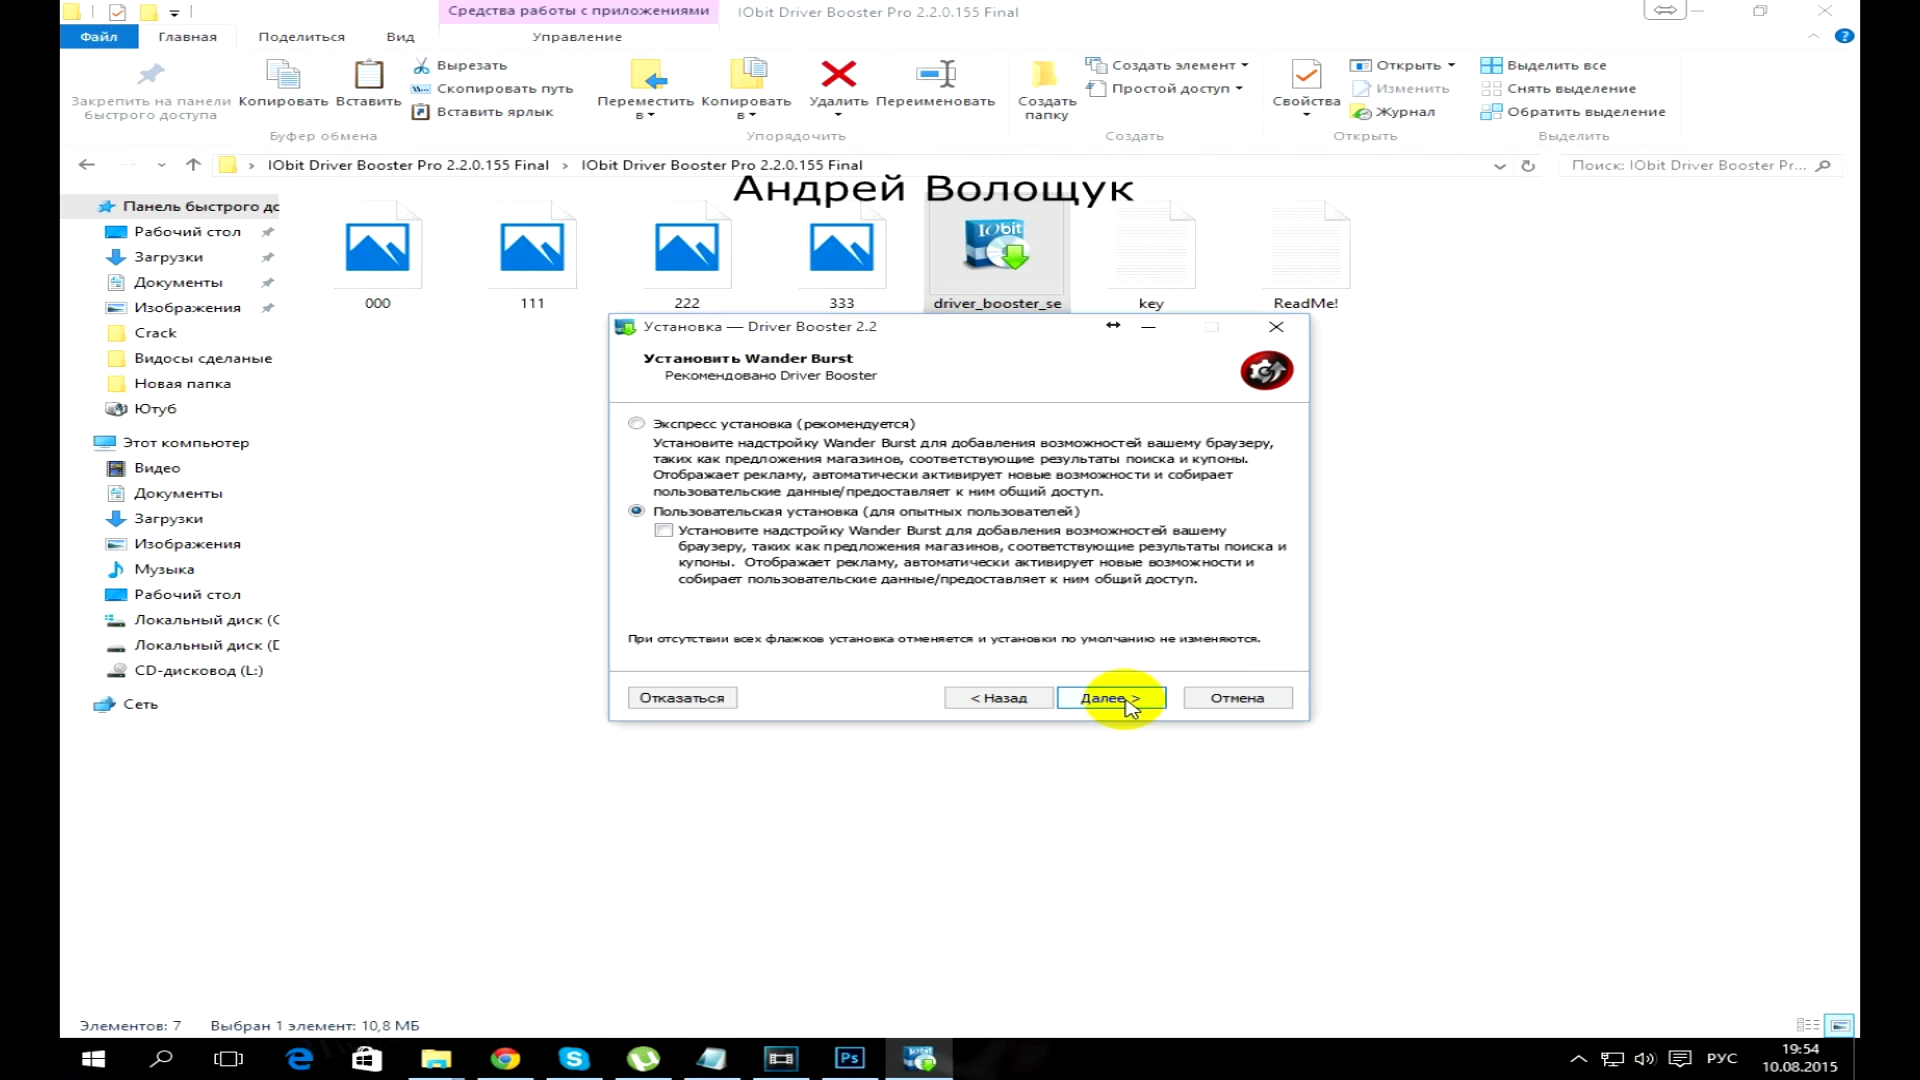 Средства работы с приложениями
IObit Driver Booster Pro 2.2.0.155 Final
Файл
Главная
Поделиться
Вид
Управление
Закрепить на панели быстрого доступа
Копировать
Вставить
Вырезать
Скопировать путь
Вставить ярлык
Переместить в
Копировать в
Удалить
Переименовать
Создать папку
Создать элемент
Простой доступ
Свойства
Открыть
Изменить
Журнал
Выделить все
Снять выделение
Обратить выделение
Буфер обмена
Упорядочить
Создать
Открыть
Выделить
IObit Driver Booster Pro 2.2.0.155 Final
IObit Driver Booster Pro 2.2.0.155 Final
Поиск: IObit Driver Booster Pr...
Андрей Волощук
Панель быстрого дс
Рабочий стол
Загрузки
Документы
Изображения
Crack
Видосы сделаные
Новая папка
Ютуб
Этот компьютер
Видео
Документы
Загрузки
Изображения
Музыка
Рабочий стол
Локальный диск (С
Локальный диск (D
CD-дисковод (L:)
Сеть
IObit
000
111
222
333
driver_booster_se
key
ReadMe!
Установка — Driver Booster 2.2
Установить Wander Burst
Рекомендовано Driver Booster
Экспресс установка (рекомендуется)
Установите надстройку Wander Burst для добавления возможностей вашему браузеру,
таких как предложения магазинов, соответствующие результаты поиска и купоны.
Отображает рекламу, автоматически активирует новые возможности и собирает
пользовательские данные/предоставляет к ним общий доступ.
Пользовательская установка (для опытных пользователей)
Установите надстройку Wander Burst для добавления возможностей вашему
браузеру, таких как предложения магазинов, соответствующие результаты поиска и
купоны. Отображает рекламу, автоматически активирует новые возможности и
собирает пользовательские данные/предоставляет к ним общий доступ.
При отсутствии всех флажков установка отменяется и установки по умолчанию не изменяются.
Отказаться
< Назад
Далее >
Отмена
Элементов: 7
Выбран 1 элемент: 10,8 МБ
Ps
РУС
19:54
10.08.2015